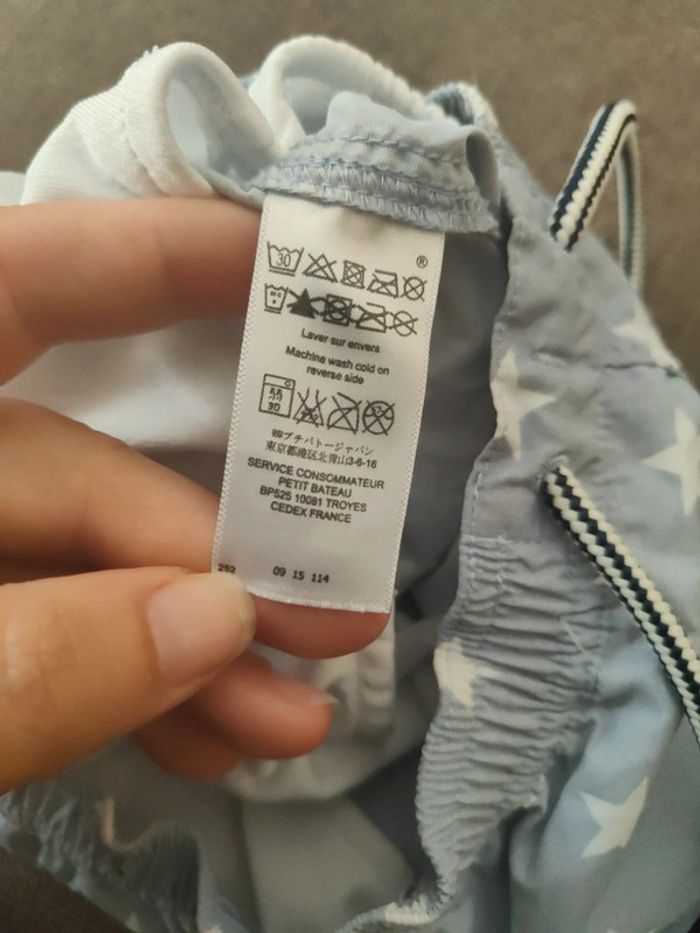 ®
30
Laver sur envers
Machine wash cold on
reverse side
30
㈱プチバトージャパン
東京都港区北青山3-6-16
SERVICE CONSOMMATEUR
PETIT BATEAU
BP525 10081 TROYES
CEDEX FRANCE
252 09 15 114